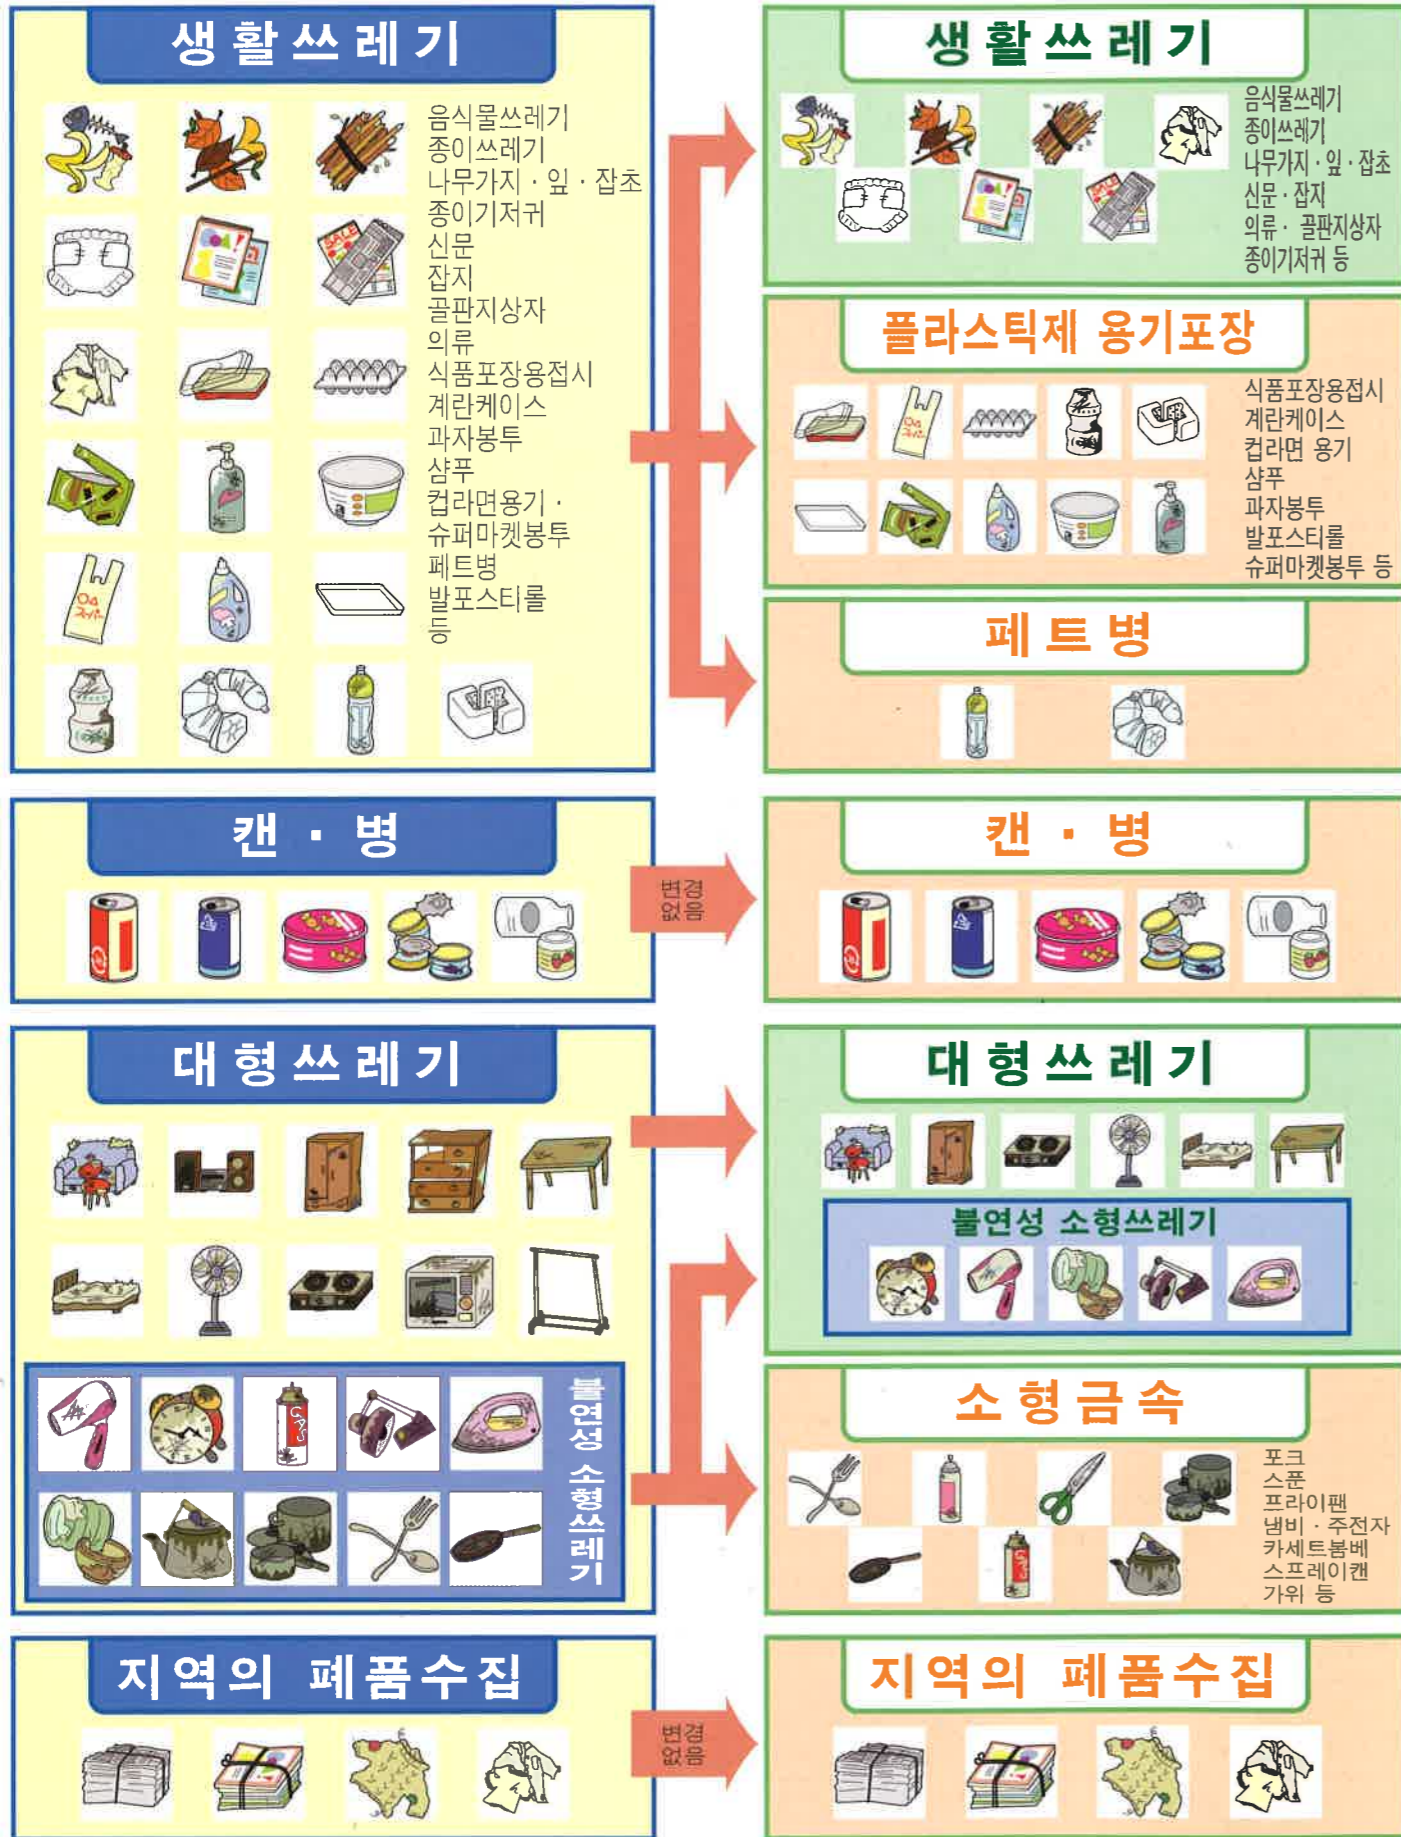 생활쓰레기
음식물쓰레기
종이쓰레기
나무가지 · 잎 · 잡초
종이기저귀
신문
잡지
골판지상자
의류
식품포장용접시
계란케이스
과자봉투
샴푸
컵라면용기 ·
슈퍼마켓봉투
페트병
발포스티롤
등
생활쓰레기
음식물쓰레기
종이쓰레기
나무가지 · 잎 · 잡초
신문 · 잡지
의류 · 골판지상자
종이기저귀 등
플라스틱제 용기포장
식품포장용접시
계란케이스
컵라면 용기
샴푸
과자봉투
발포스티롤
슈퍼마켓봉투 등
페트병
캔 · 병
변경
없음
캔 · 병
대형쓰레기
불연성 소형쓰레기
GAS
대형쓰레기
불연성 소형쓰레기
소형금속
포크
스푼
프라이팬
냄비 · 주전자
카세트봄베
스프레이캔
가위 등
GAS
지역의 폐품수집
변경
없음
지역의 폐품수집